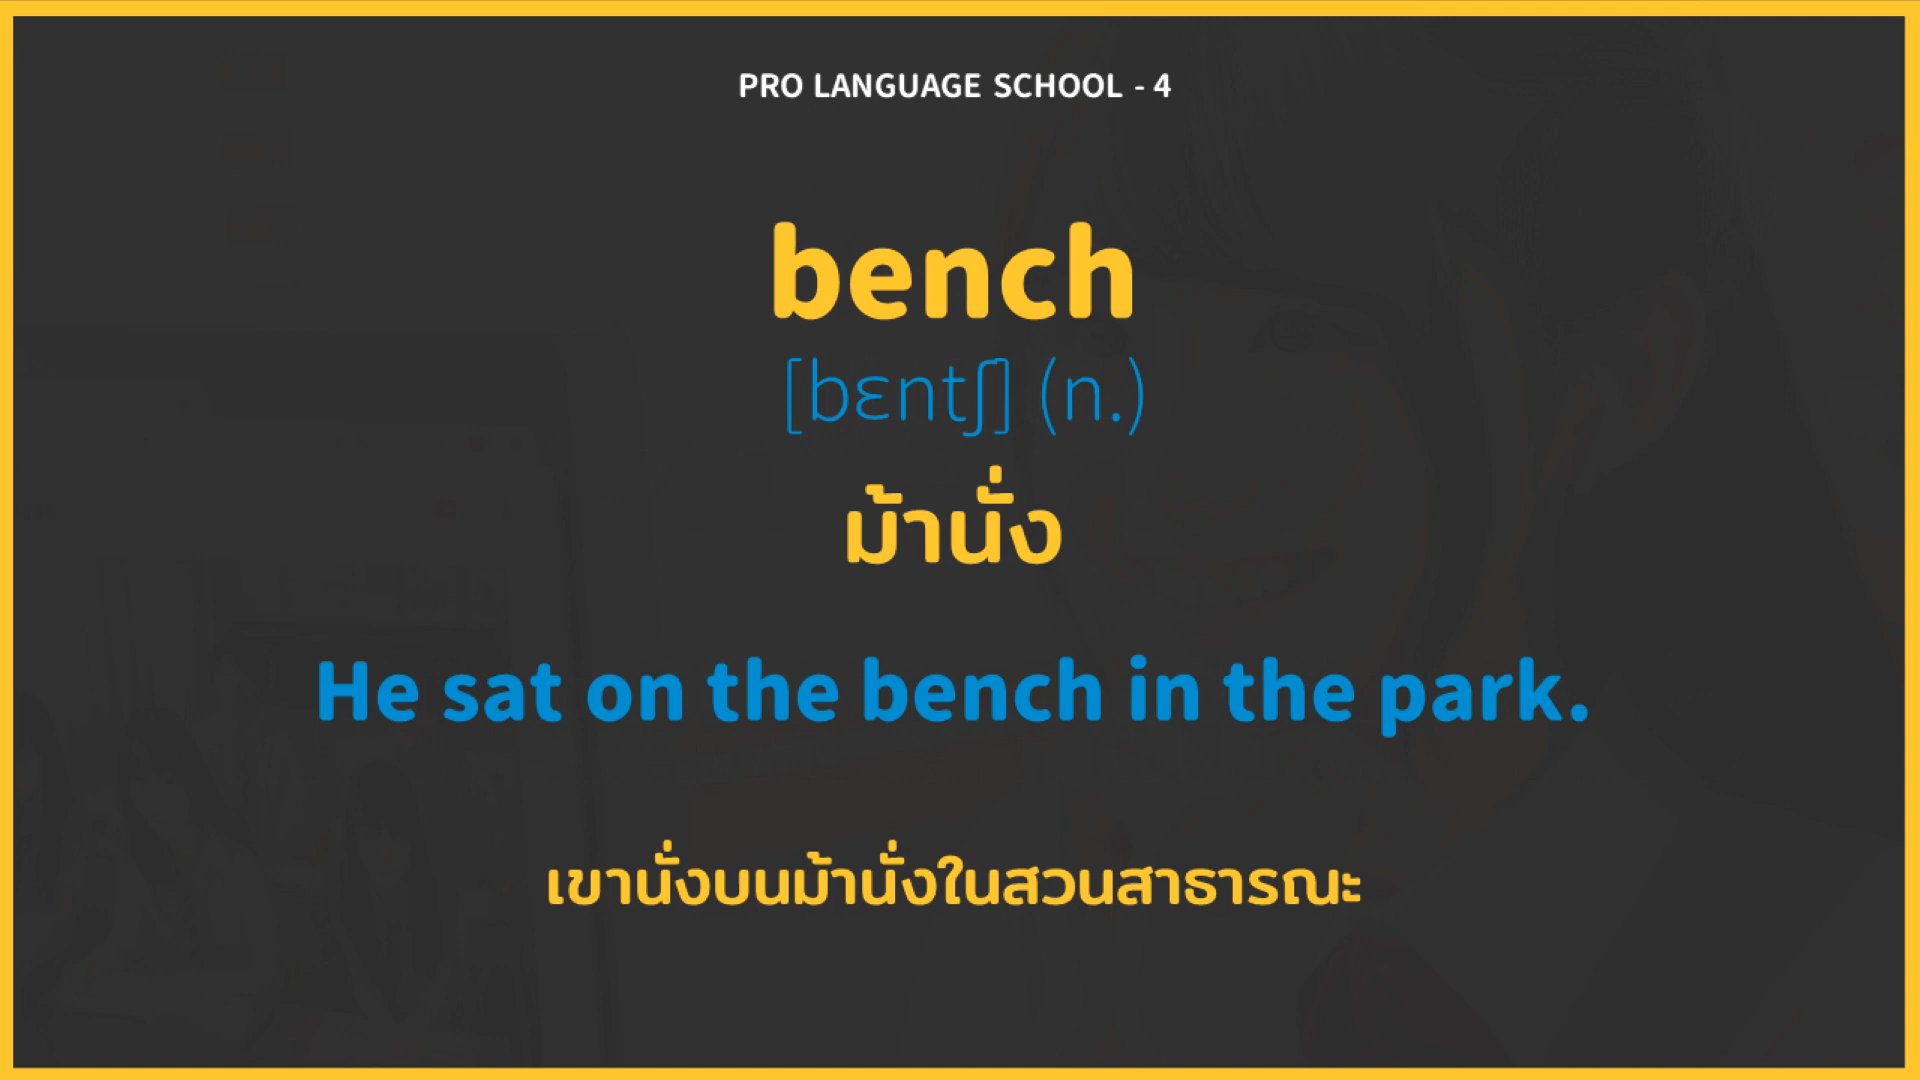 PRO LANGUAGE SCHOOL - 4
bench
[bɛntʃ] (n.)
ม้านั่ง
He sat on the bench in the park.
เขานั่งบนม้านั่งในสวนสาธารณะ